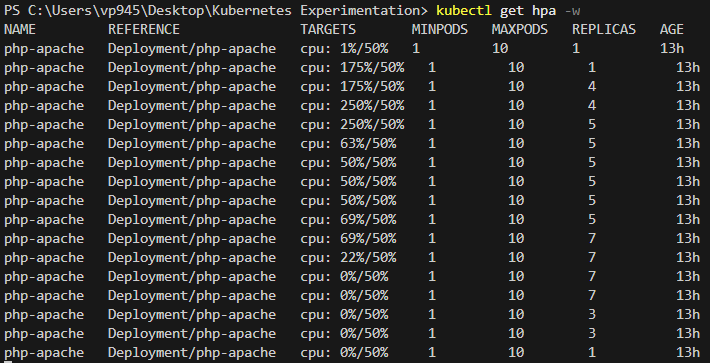 PS C:\Users\vp945\Desktop\Kubernetes Experimentation> kubectl get hpa -w
NAME REFERENCE TARGETS MINPODS MAXPODS REPLICAS AGE
php-apache Deployment/php-apache cpu: 1%/50% 1 10 1 13h
php-apache Deployment/php-apache cpu: 175%/50% 1 10 1 13h
php-apache Deployment/php-apache cpu: 175%/50% 1 10 4 13h
php-apache Deployment/php-apache cpu: 250%/50% 1 10 4 13h
php-apache Deployment/php-apache cpu: 250%/50% 1 10 5 13h
php-apache Deployment/php-apache cpu: 63%/50% 1 10 5 13h
php-apache Deployment/php-apache cpu: 50%/50% 1 10 5 13h
php-apache Deployment/php-apache cpu: 50%/50% 1 10 5 13h
php-apache Deployment/php-apache cpu: 50%/50% 1 10 5 13h
php-apache Deployment/php-apache cpu: 69%/50% 1 10 5 13h
php-apache Deployment/php-apache cpu: 69%/50% 1 10 7 13h
php-apache Deployment/php-apache cpu: 22%/50% 1 10 7 13h
php-apache Deployment/php-apache cpu: 0%/50% 1 10 7 13h
php-apache Deployment/php-apache cpu: 0%/50% 1 10 7 13h
php-apache Deployment/php-apache cpu: 0%/50% 1 10 3 13h
php-apache Deployment/php-apache cpu: 0%/50% 1 10 3 13h
php-apache Deployment/php-apache cpu: 0%/50% 1 10 1 13h